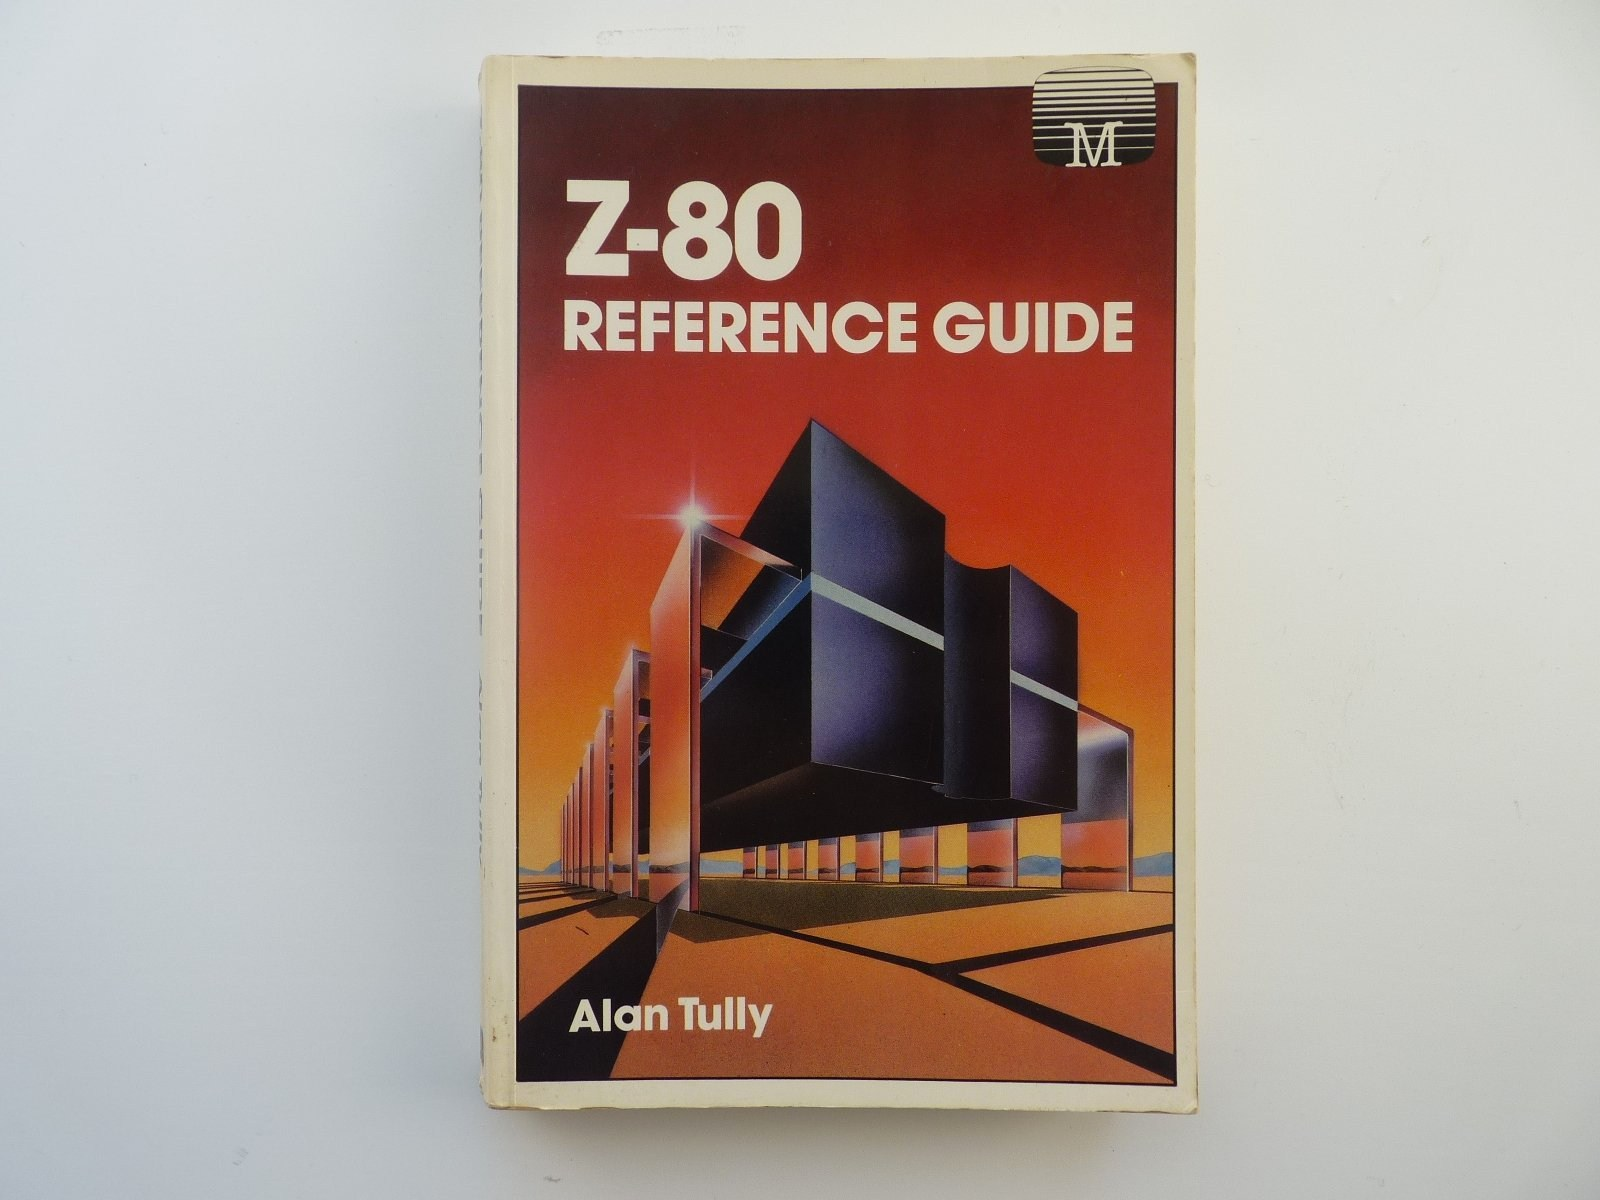 M
Z-80
REFERENCE GUIDE
Alan Tully